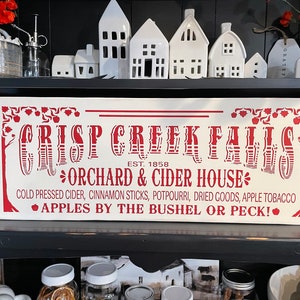 CRISP CREEK FALLS
EST. 1858
ORCHARD & CIDER HOUSE
COLD PRESSED CIDER, CINNAMON STICKS, POTPOURRI, DRIED GOODS, APPLE TOBACCO
APPLES BY THE BUSHEL OR PECK!